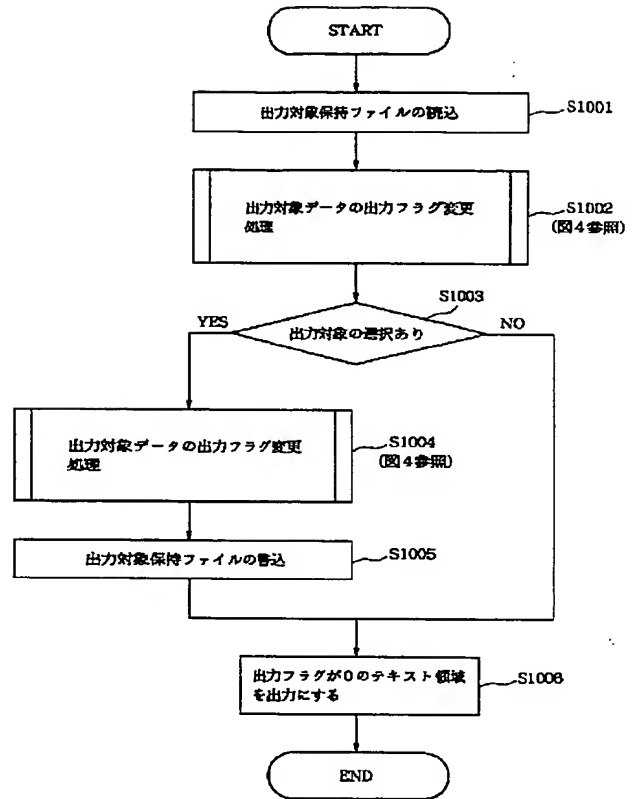 START
出力対象保持ファイルの読込
S1001
出力対象データの出力フラグ変更
処理
S1002
(図4参照)
S1003
YES
出力対象の選択あり
NO
出力対象データの出力フラグ変更
処理
S1004
(図4参照)
出力対象保持ファイルの書込
S1005
出力フラグが0のテキスト領域
を出力にする
S1006
END